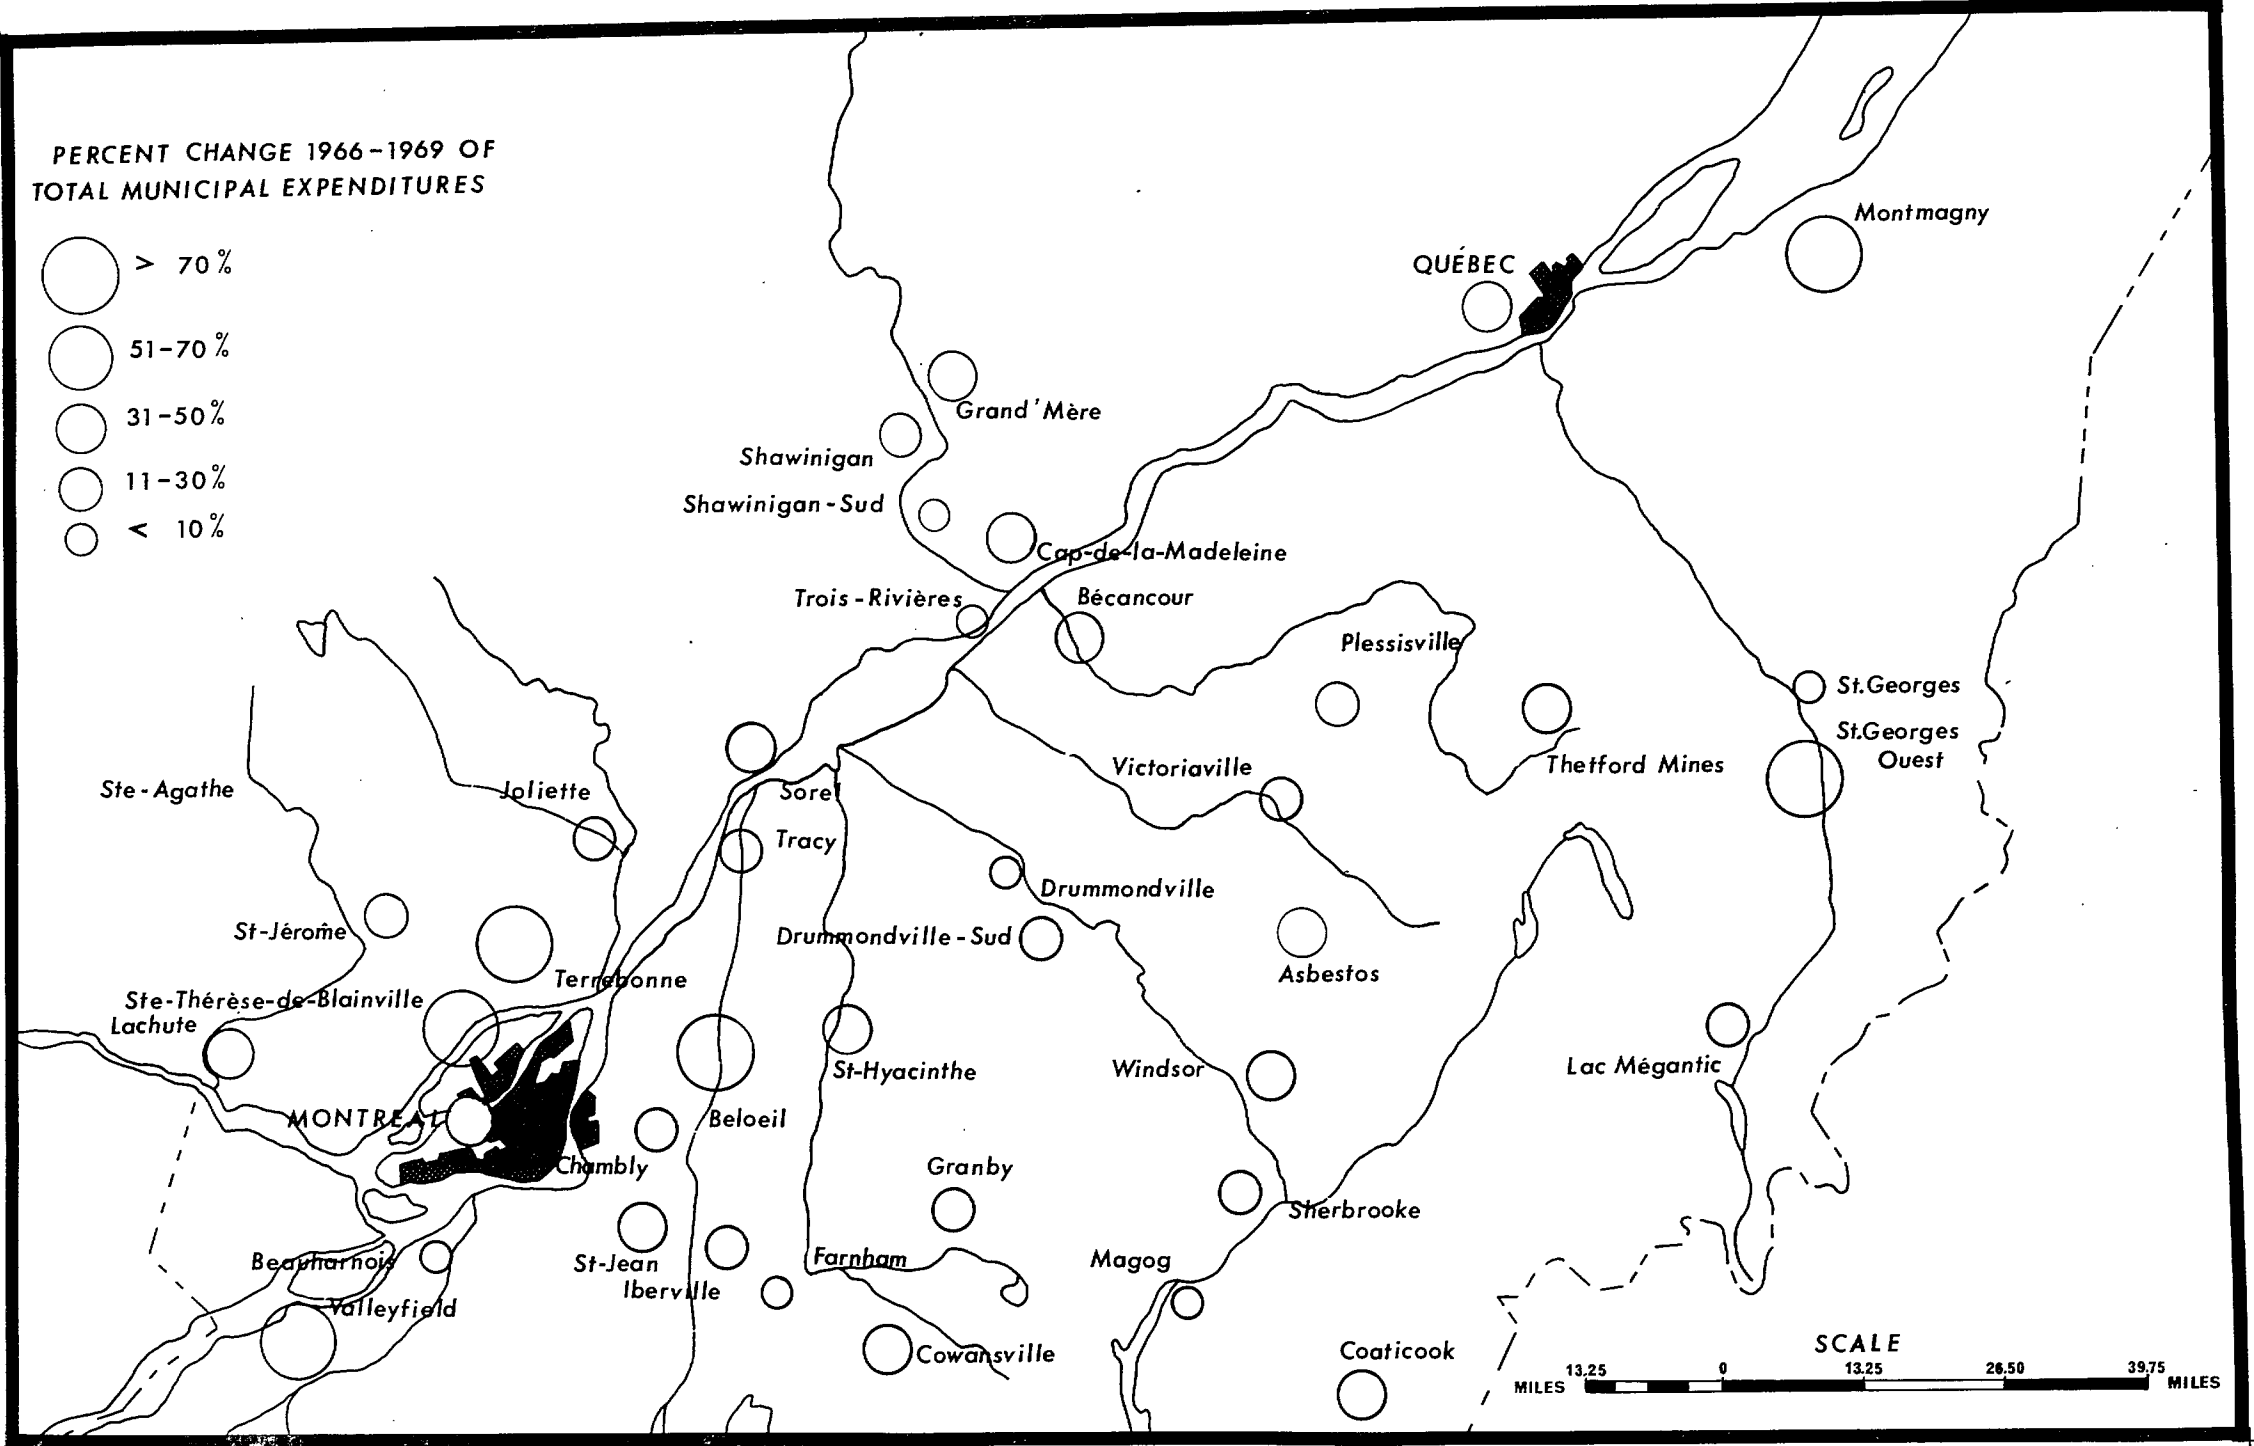 PERCENT CHANGE 1966-1969 OF
TOTAL MUNICIPAL EXPENDITURES
> 70%
51-70%
31-50%
11-30%
< 10%
Montmagny
QUÉBEC
Grand'Mère
Shawinigan
Shawinigan-Sud
Cap-de-la-Madeleine
Trois-Rivières
Bécancour
Plessisville
St.Georges
St.Georges
Ouest
Thetford Mines
Victoriaville
Ste-Agathe
Joliette
Sorel
Tracy
Drummondville
Drummondville-Sud
St-Jérome
Asbestos
Terrebonne
Ste-Thérèse-de-Blainville
Lachute
Lac Mégantic
Windsor
St-Hyacinthe
MONTREAL
Beloeil
Chambly
Granby
Sherbrooke
Beauharnois
St-Jean
Iberville
Farnham
Magog
Valleyfield
Cowansville
Coaticook
SCALE
13.25 0 13.25 26.50 39.75
MILES MILES